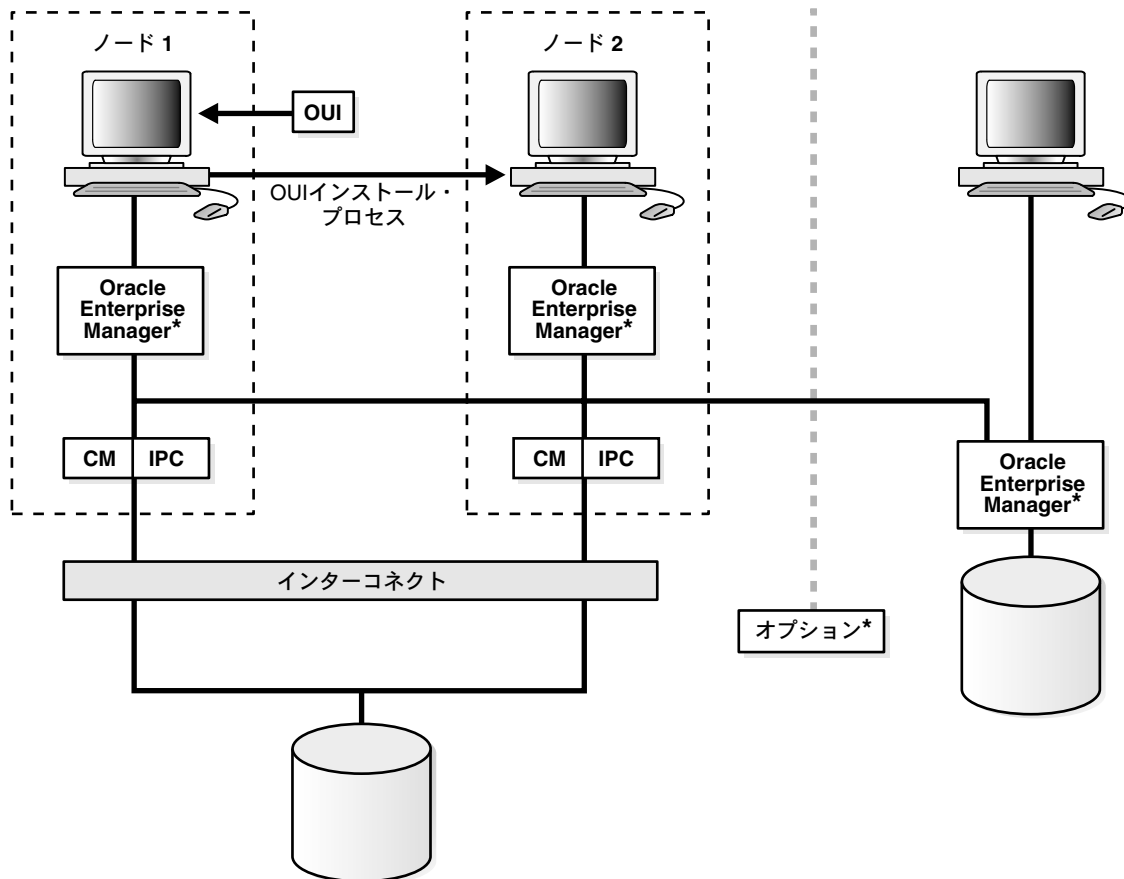 ノード 1
ノード 2
OUI
OUIインストール・
プロセス
Oracle
Enterprise
Manager*
Oracle
Enterprise
Manager*
CM
IPC
CM
IPC
Oracle
Enterprise
Manager*
インターコネクト
オプション*